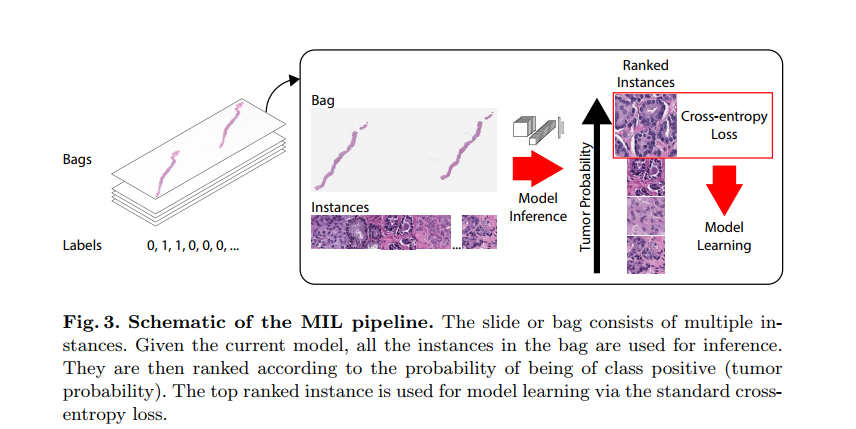 Ranked
Instances
Bag
Cross-entropy
Loss
Bags
Tumor Probability
Model
Inference
Instances
...
Model
Learning
Labels
0, 1, 1, 0, 0, 0, ...
Fig. 3. Schematic of the MIL pipeline. The slide or bag consists of multiple in-
stances. Given the current model, all the instances in the bag are used for inference.
They are then ranked according to the probability of being of class positive (tumor
probability). The top ranked instance is used for model learning via the standard cross-
entropy loss.